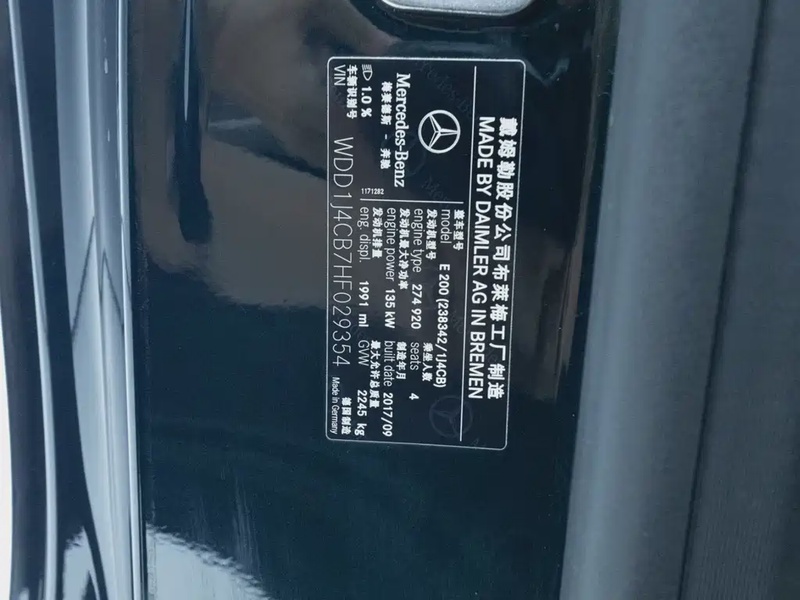 戴姆勒股份公司布莱梅工厂制造
MADE BY DAIMLER AG IN BREMEN
Mercedes-Benz
梅赛德斯 - 奔驰
1.0 %
1171282
整车型号
model E 200 (238342/1J4CB)
发动机型号 乘坐人数
engine type 274 920 seats 4
发动机最大净功率 制造年月
engine power 135 kW built date 2017/09
发动机排量 最大允许总质量
eng. displ. 1991 ml GVW 2245 kg
车辆识别号 德国制造
VIN WDD1J4CB7HF029354 Made in Germany